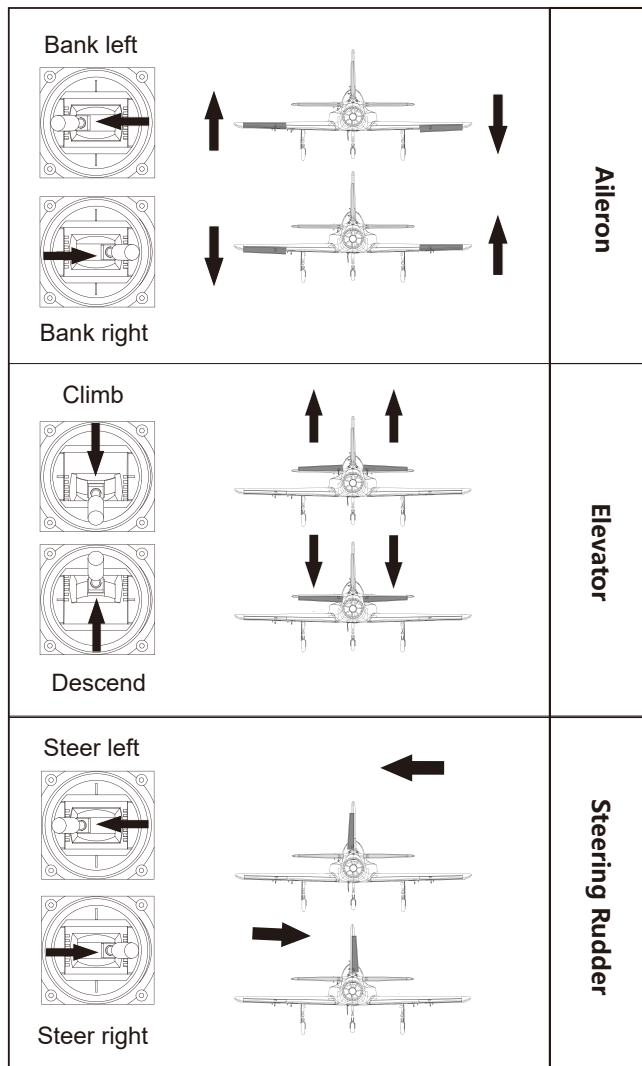 Bank left
Bank right
Aileron
Climb
Descend
Elevator
Steer left
Steer right
Steering Rudder